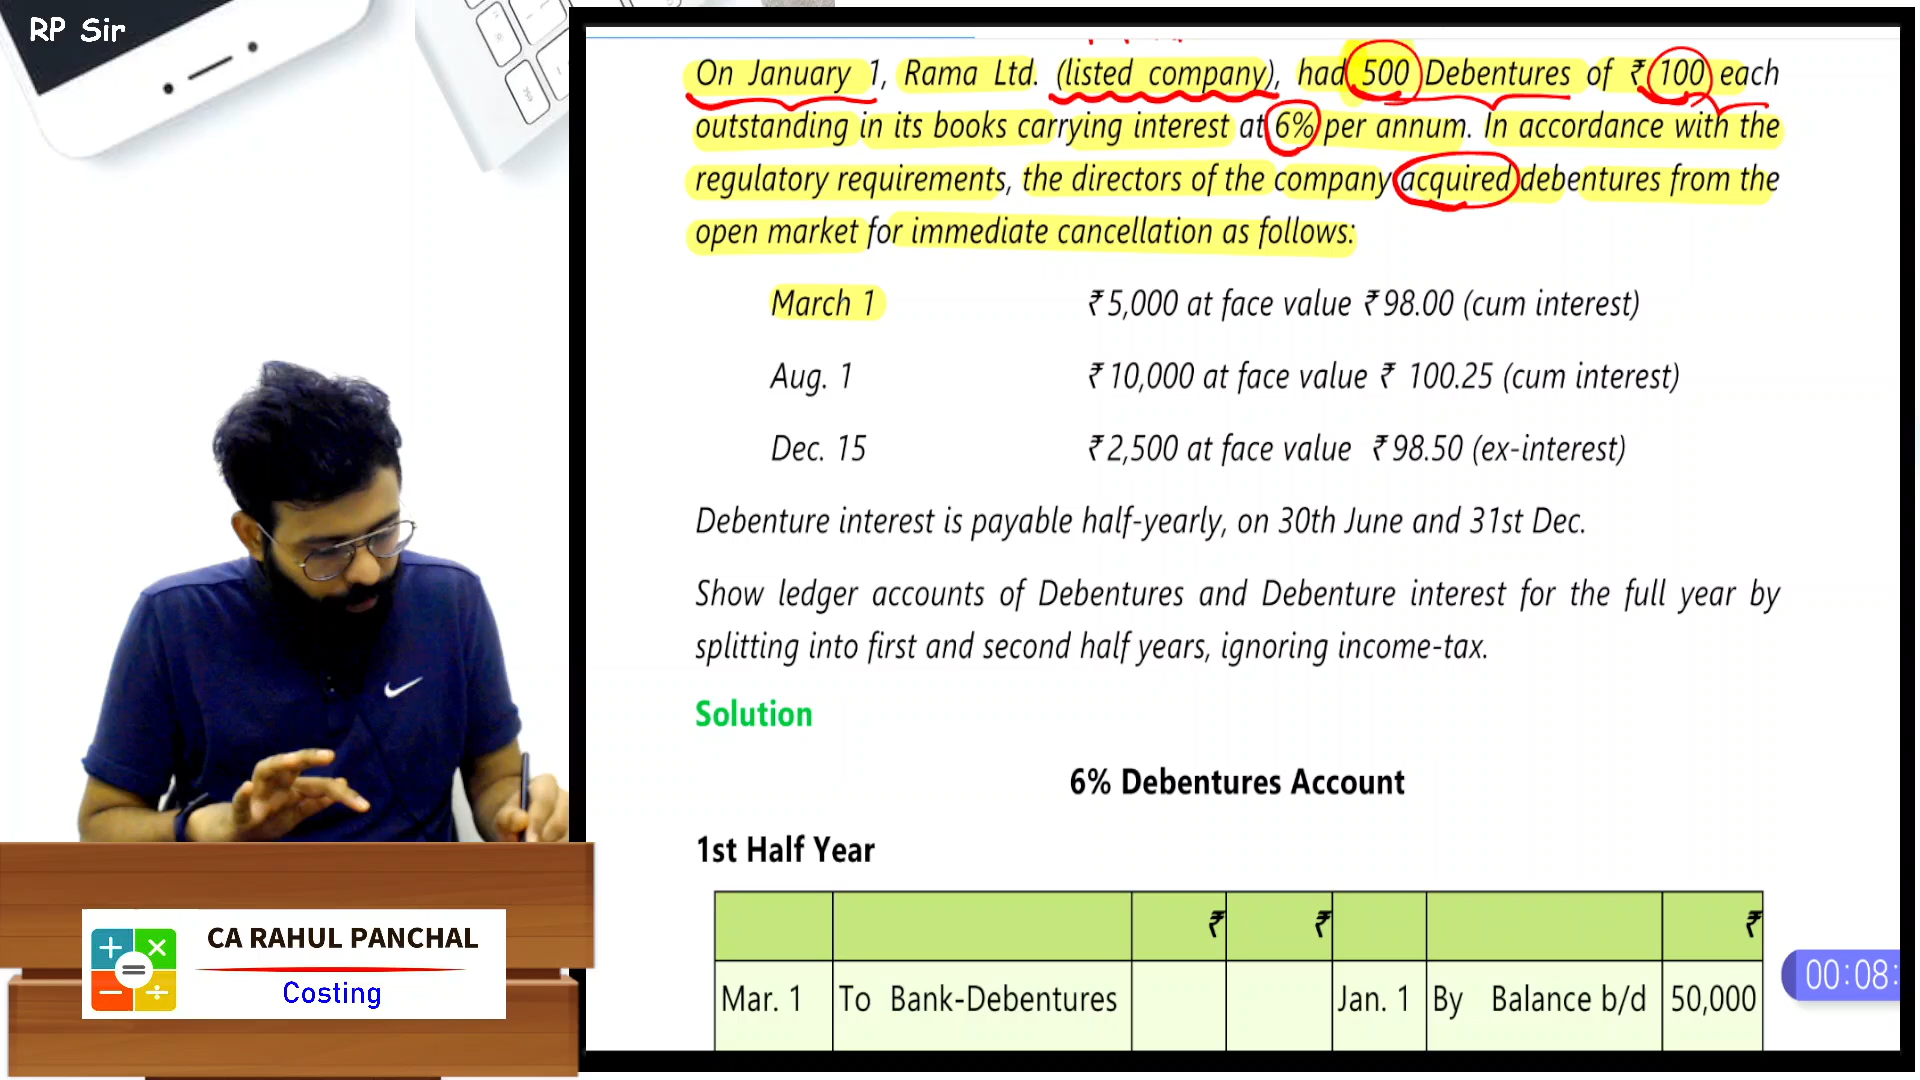 RP Sir
On January 1, Rama Ltd. (listed company), had 500 Debentures of ₹ 100 each
outstanding in its books carrying interest at 6% per annum. In accordance with the
regulatory requirements, the directors of the company acquired debentures from the
open market for immediate cancellation as follows:
March 1 ₹ 5,000 at face value ₹ 98.00 (cum interest)
Aug. 1 ₹ 10,000 at face value ₹ 100.25 (cum interest)
Dec. 15 ₹ 2,500 at face value ₹ 98.50 (ex-interest)
Debenture interest is payable half-yearly, on 30th June and 31st Dec.
Show ledger accounts of Debentures and Debenture interest for the full year by
splitting into first and second half years, ignoring income-tax.
Solution
6% Debentures Account
1st Half Year
₹ ₹ ₹
Mar. 1 To Bank-Debentures Jan. 1 By Balance b/d 50,000
CA RAHUL PANCHAL
Costing
00:08: